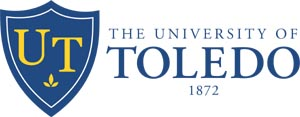 UT
THE UNIVERSITY OF
TOLEDO
1872